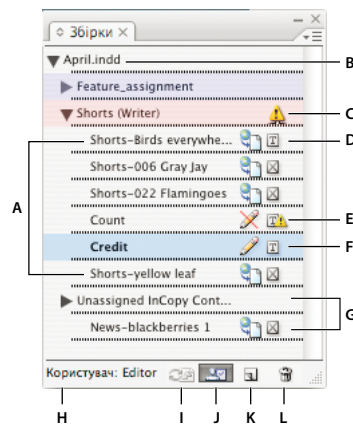 Збірки ×
April.indd
B
Feature_assignment
Shorts (Writer)
C
Shorts-Birds everywhe...
D
Shorts-006 Gray Jay
A
Shorts-022 Flamingoes
Count
E
Credit
F
Shorts-yellow leaf
Unassigned InCopy Cont...
G
News-blackberries 1
Користувач: Editor
H I J K L